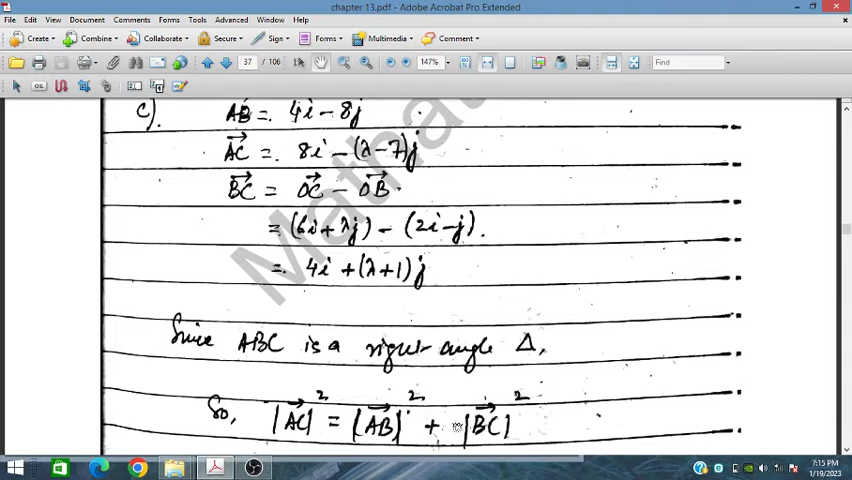 chapter 13.pdf - Adobe Acrobat Pro Extended
File Edit View Document Comments Forms Tools Advanced Window Help
Create Combine Collaborate Secure Sign Forms Multimedia Comment
37 / 106 147% Find
c). AB = 4i - 8j
AC = 8i - (λ - 7)j
BC = OC - OB
= (6i + λj) - (2i - j).
= 4i + (λ + 1)j
Since ABC is a right-angle Δ,
So, |AC|² = |AB|² + |BC|²
7:15 PM
1/19/2023